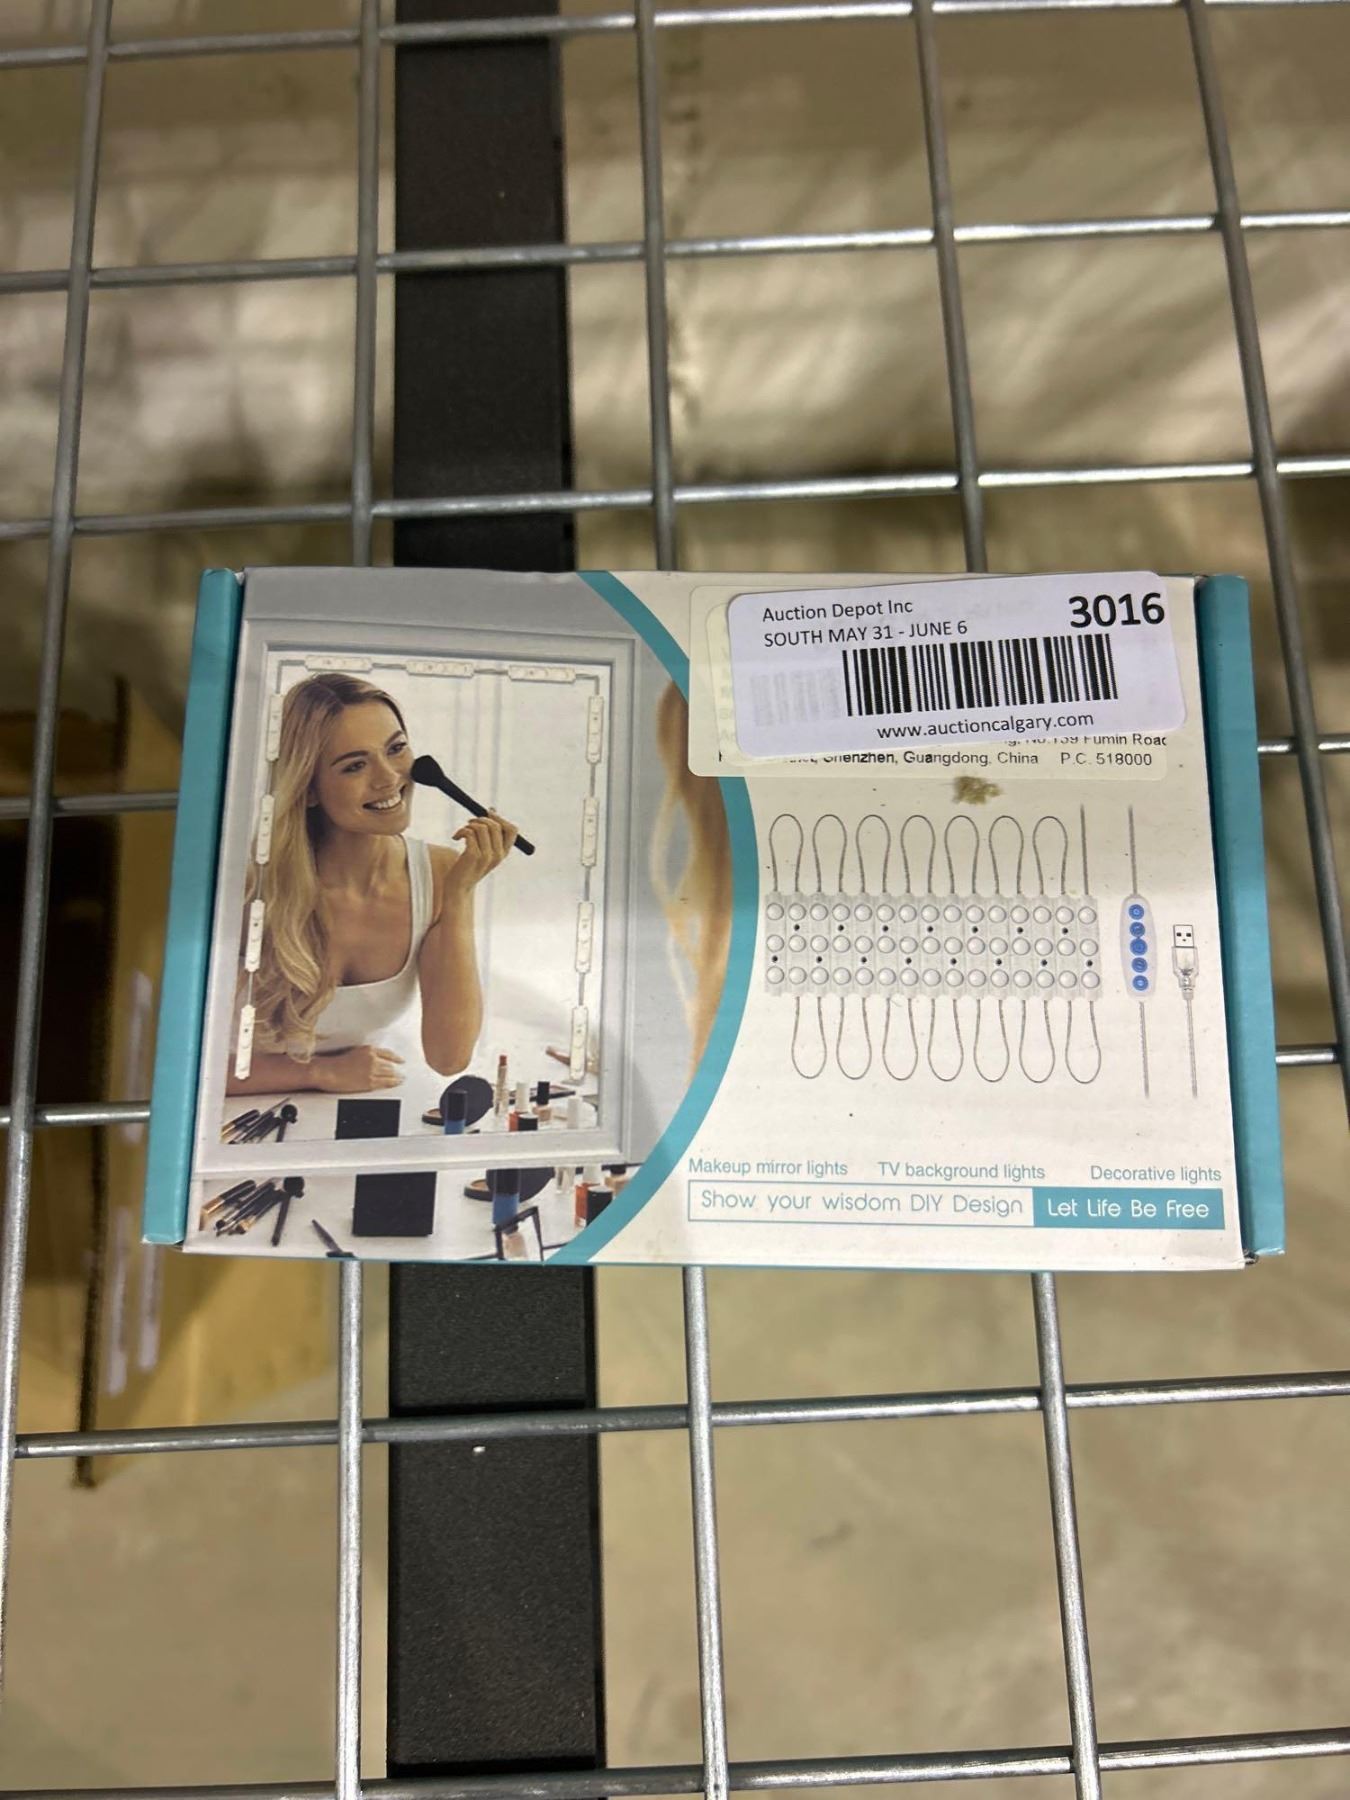 Auction Depot Inc
3016
SOUTH MAY 31 - JUNE 6
www.auctioncalgary.com
Fumin Road
Shenzhen, Guangdong, China P.C. 518000
Makeup mirror lights TV background lights Decorative lights
Show your wisdom DIY Design Let Life Be Free